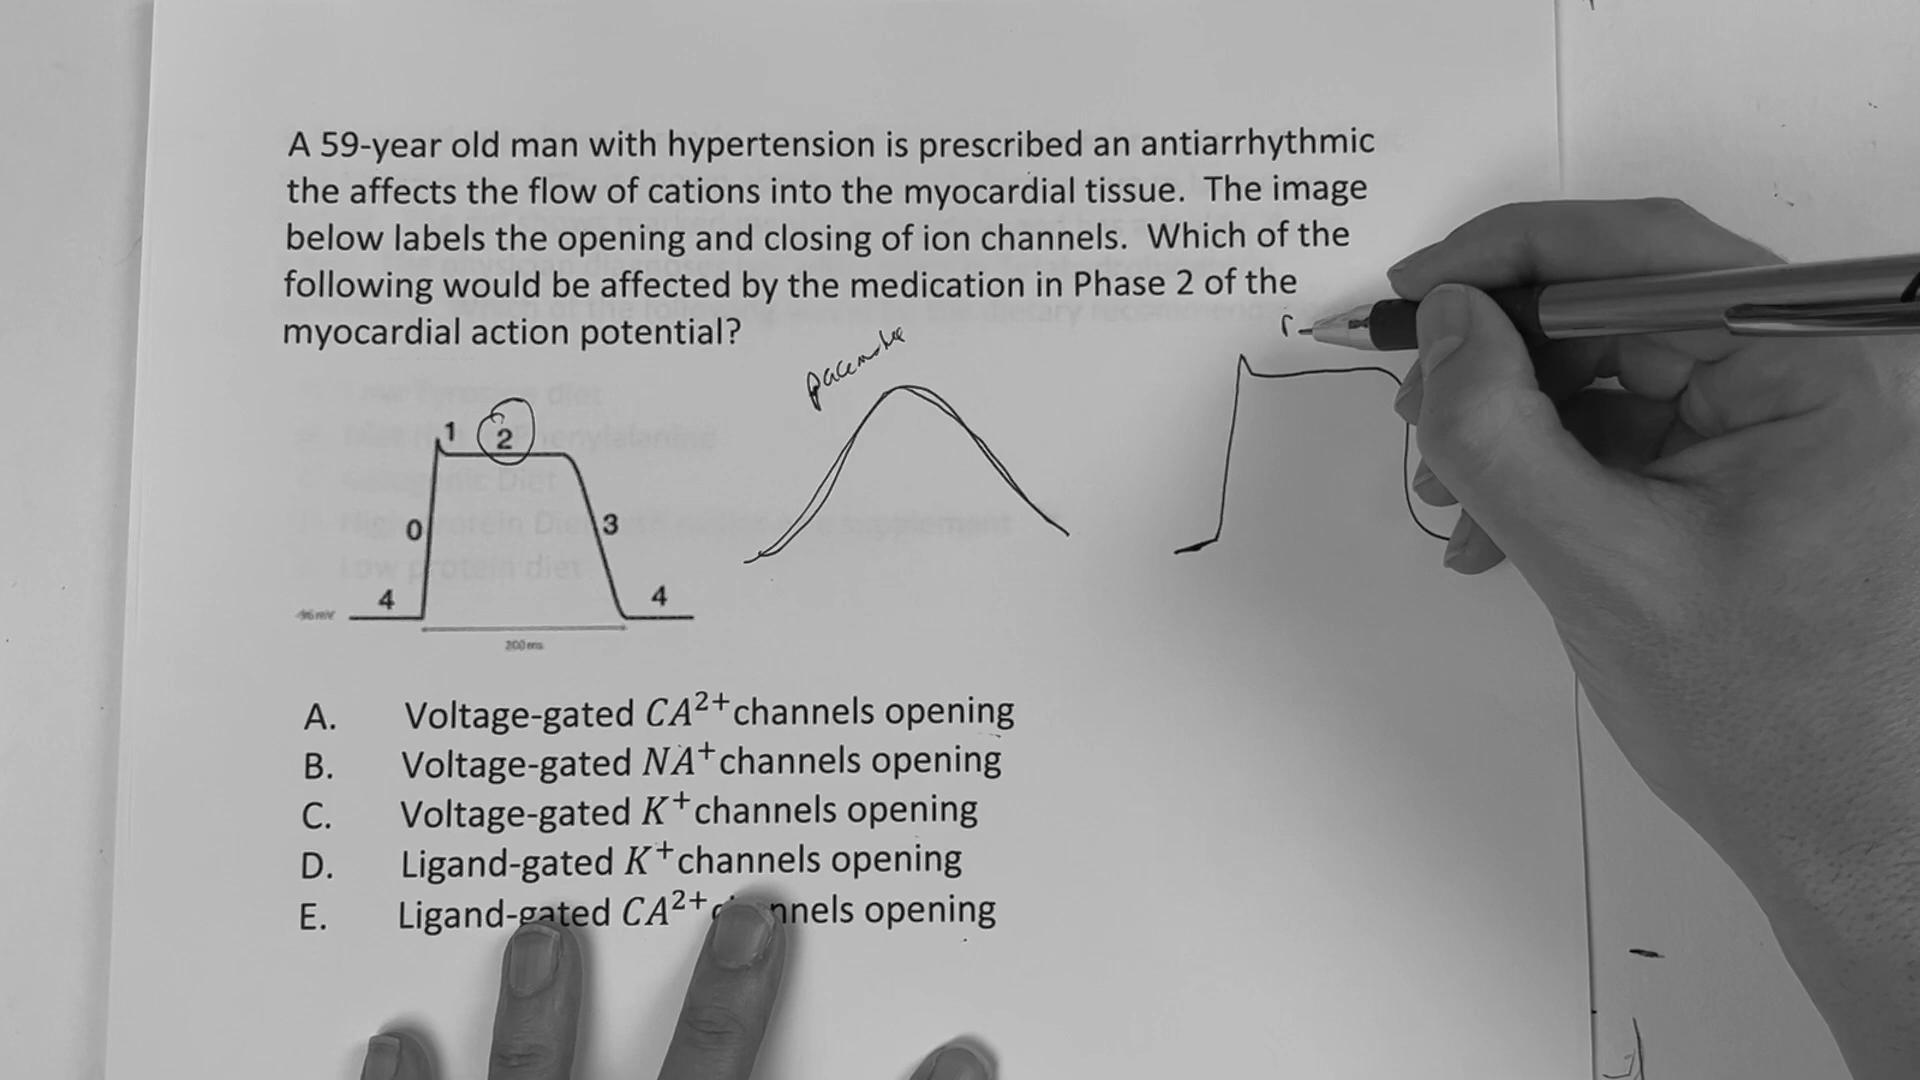 A 59-year old man with hypertension is prescribed an antiarrhythmic
the affects the flow of cations into the myocardial tissue. The image
below labels the opening and closing of ion channels. Which of the
following would be affected by the medication in Phase 2 of the
myocardial action potential?
pacemaker
1 2
0 3
4 4
200 ms
A. Voltage-gated CA²⁺ channels opening
B. Voltage-gated NA⁺ channels opening
C. Voltage-gated K⁺ channels opening
D. Ligand-gated K⁺ channels opening
E. Ligand-gated CA²⁺ opening